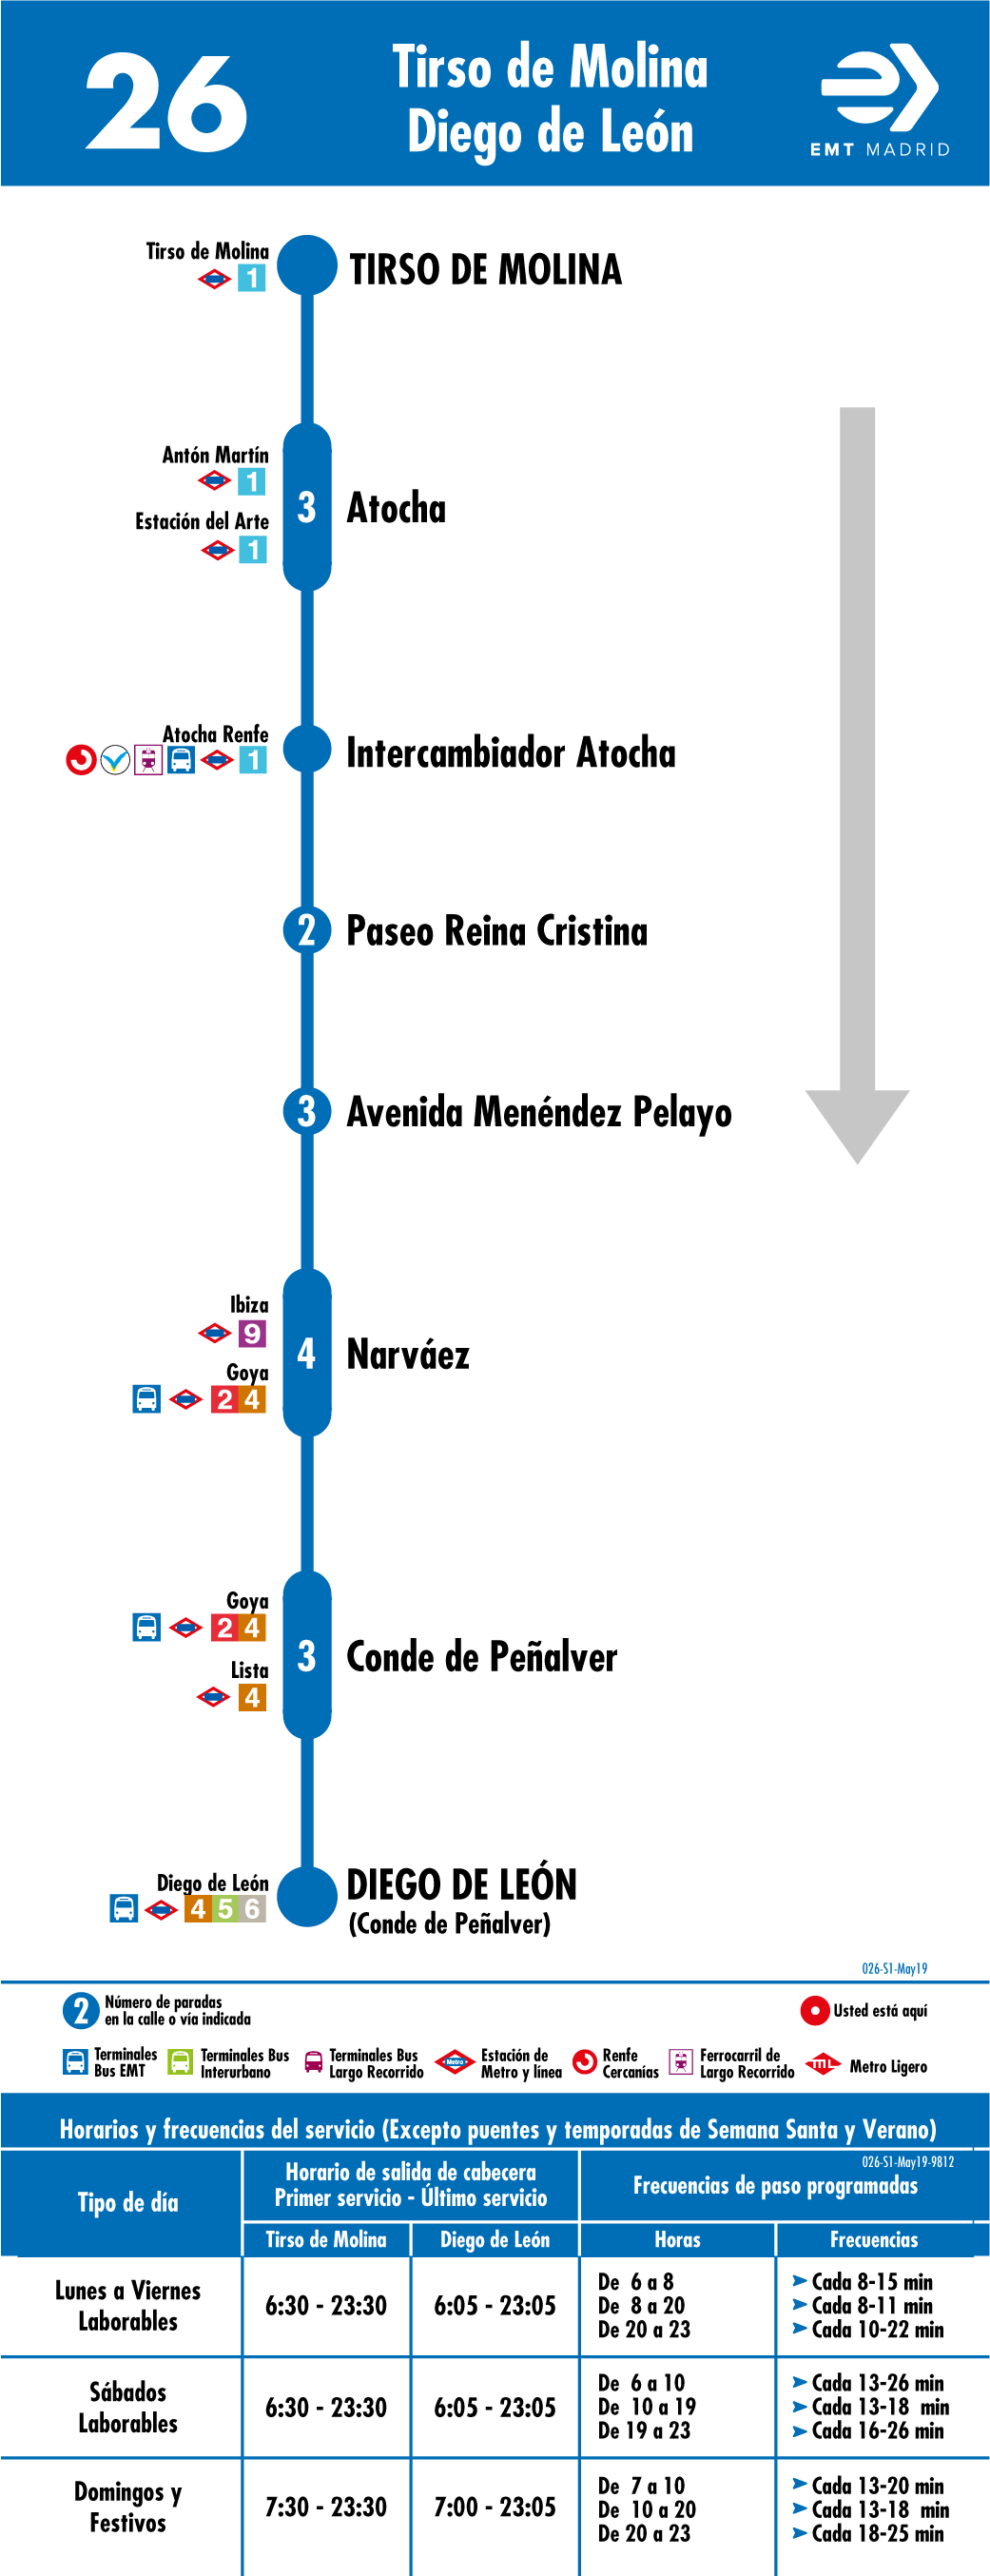 26
Tirso de Molina
Diego de León
EMT MADRID
Tirso de Molina
1
TIRSO DE MOLINA
Antón Martín
1
Estación del Arte
1
3
Atocha
Atocha Renfe
1
Intercambiador Atocha
2
Paseo Reina Cristina
3
Avenida Menéndez Pelayo
Ibiza
9
Goya
2 4
4
Narváez
Goya
2 4
Lista
4
3
Conde de Peñalver
Diego de León
4 5 6
DIEGO DE LEÓN
(Conde de Peñalver)
026-S1-May19
2
Número de paradas
en la calle o vía indicada
Usted está aquí
Terminales
Bus EMT
Terminales Bus
Interurbano
Terminales Bus
Largo Recorrido
Metro
Estación de
Metro y línea
Renfe
Cercanías
Ferrocarril de
Largo Recorrido
ML
Metro Ligero
Horarios y frecuencias del servicio (Excepto puentes y temporadas de Semana Santa y Verano)
026-S1-May19-9812
Tipo de día
Horario de salida de cabecera
Primer servicio - Último servicio
Frecuencias de paso programadas
Tirso de Molina
Diego de León
Horas
Frecuencias
Lunes a Viernes
Laborables
6:30 - 23:30
6:05 - 23:05
De 6 a 8
Cada 8-15 min
De 8 a 20
Cada 8-11 min
De 20 a 23
Cada 10-22 min
Sábados
Laborables
6:30 - 23:30
6:05 - 23:05
De 6 a 10
Cada 13-26 min
De 10 a 19
Cada 13-18 min
De 19 a 23
Cada 16-26 min
Domingos y
Festivos
7:30 - 23:30
7:00 - 23:05
De 7 a 10
Cada 13-20 min
De 10 a 20
Cada 13-18 min
De 20 a 23
Cada 18-25 min